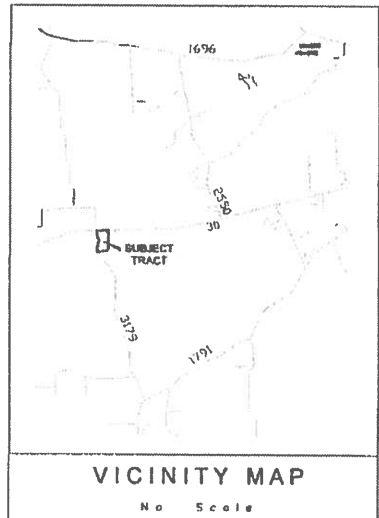 1696
2550
30
SUBJECT
TRACT
3179
1791
VICINITY MAP
No Scale